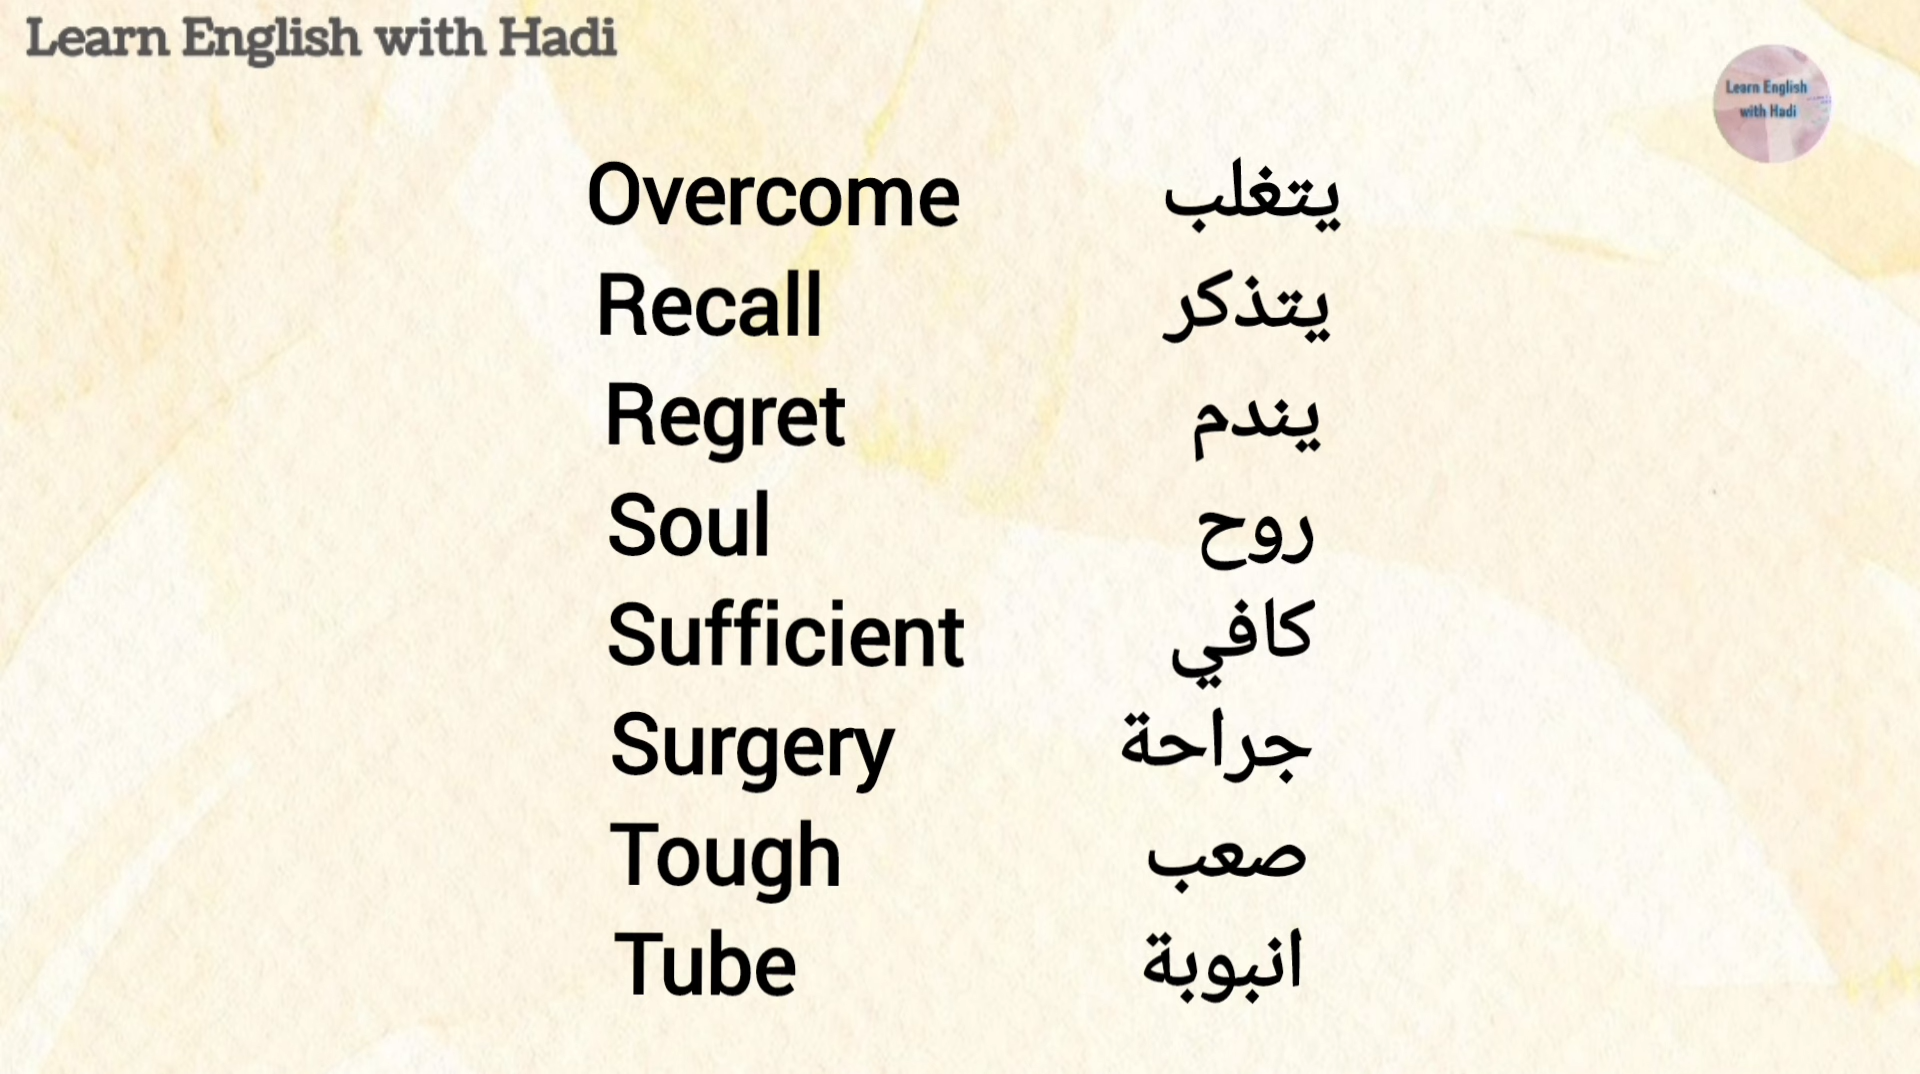 Learn English with Hadi
Learn English
with Hadi
Overcome يتغلب
Recall يتذكر
Regret يندم
Soul روح
Sufficient كافي
Surgery جراحة
Tough صعب
Tube انبوبة